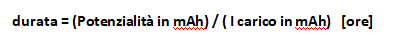 durata = (Potenzialità in mAh) / ( I carico in mAh)   [ore]